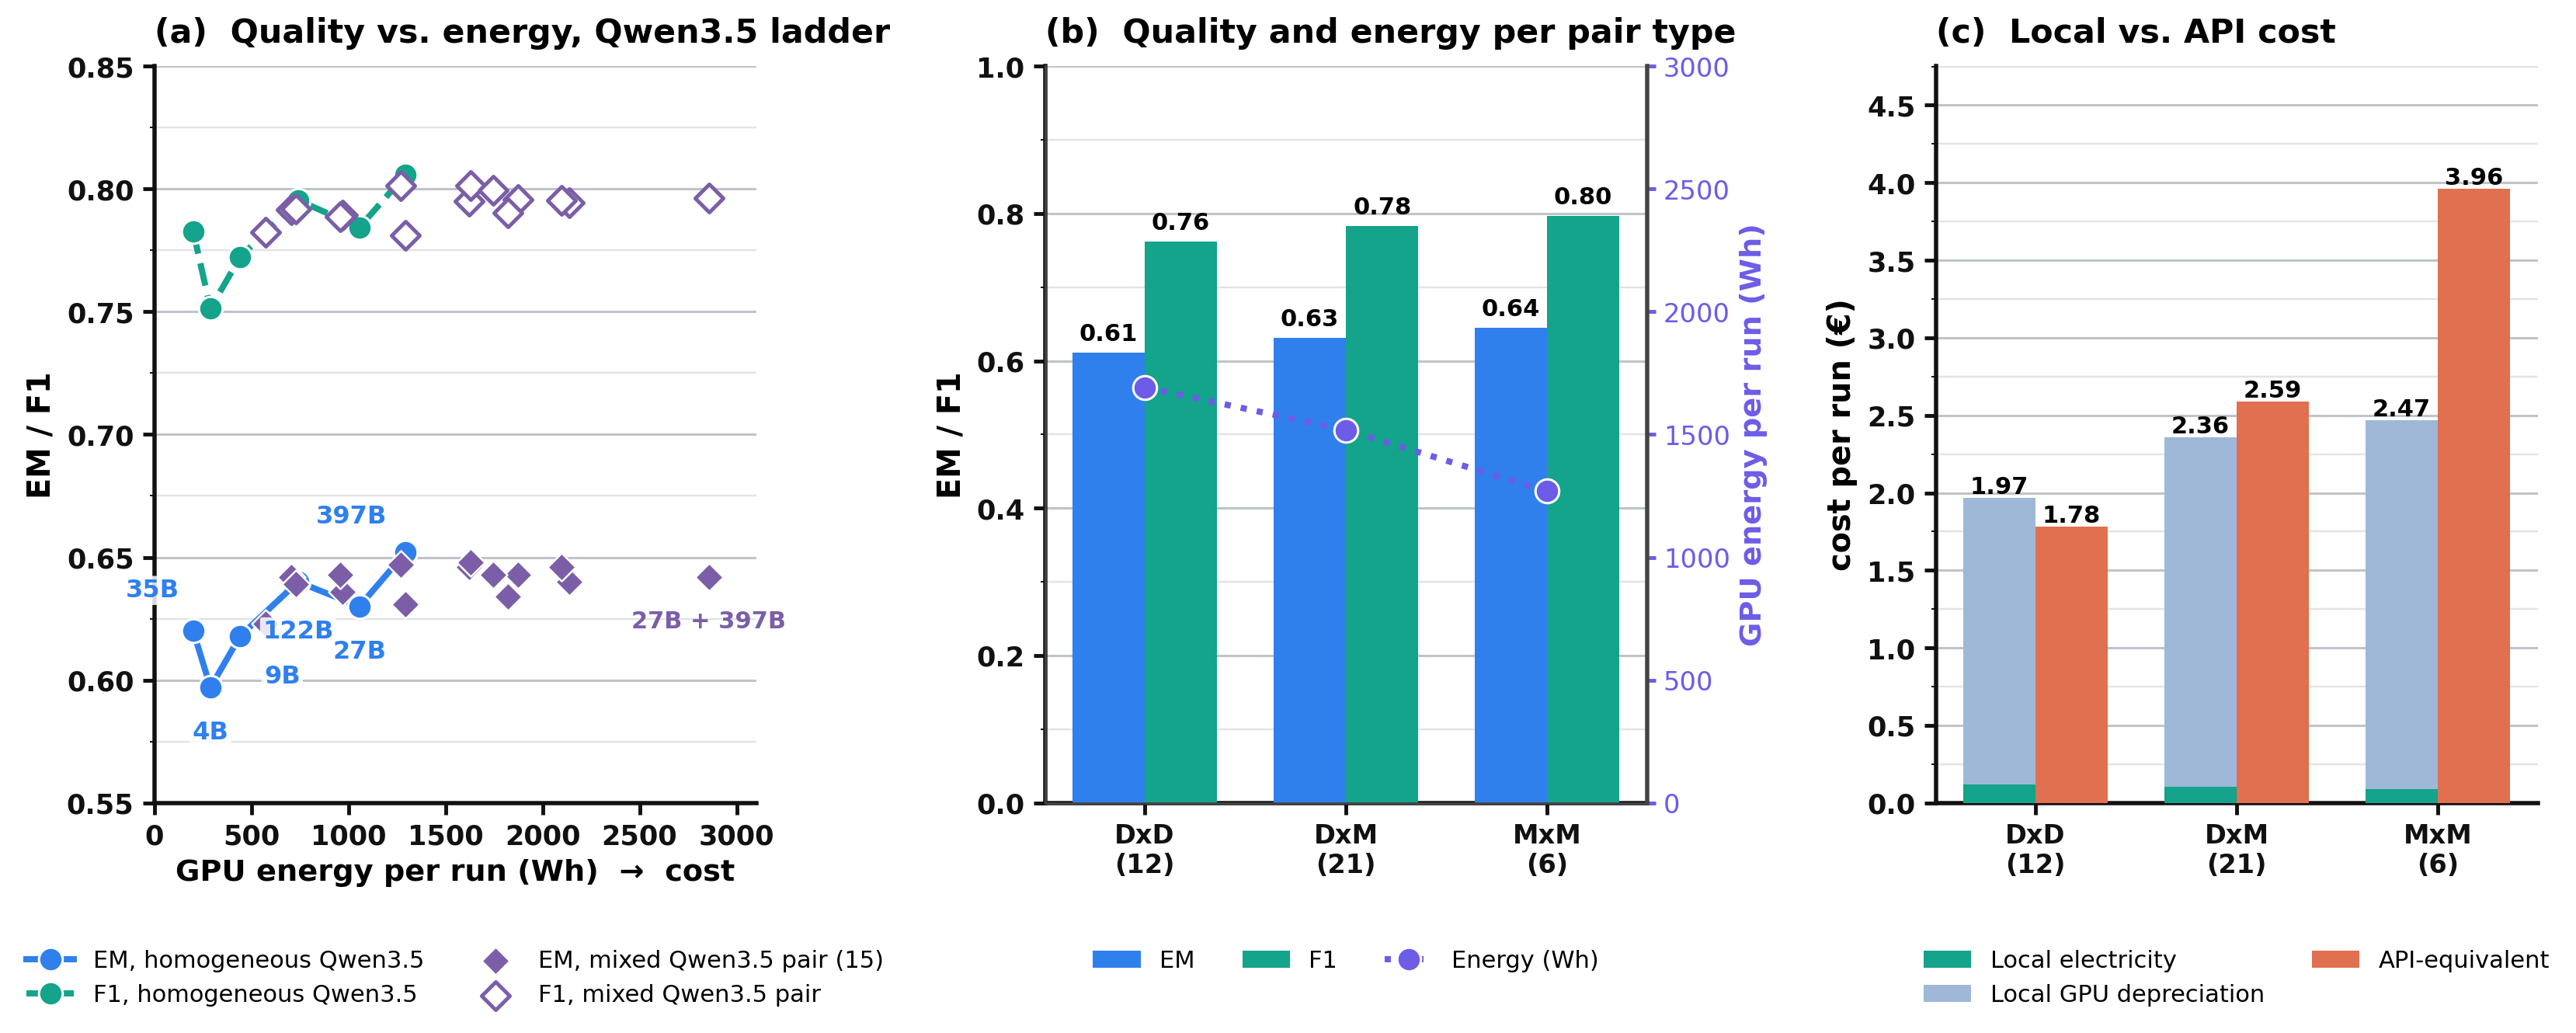 (a)  Quality vs. energy, Qwen3.5 ladder
0.85
0.80
0.75
0.70
0.65
0.60
0.55
EM / F1
397B
35B
122B
27B
9B
4B
27B + 397B
0 500 1000 1500 2000 2500 3000
GPU energy per run (Wh) → cost
EM, homogeneous Qwen3.5
F1, homogeneous Qwen3.5
EM, mixed Qwen3.5 pair (15)
F1, mixed Qwen3.5 pair
(b)  Quality and energy per pair type
1.0
0.8
0.6
0.4
0.2
0.0
EM / F1
0.61
0.76
0.63
0.78
0.64
0.80
3000
2500
2000
1500
1000
500
0
GPU energy per run (Wh)
DxD
(12)
DxM
(21)
MxM
(6)
EM
F1
Energy (Wh)
(c)  Local vs. API cost
4.5
4.0
3.5
3.0
2.5
2.0
1.5
1.0
0.5
0.0
cost per run (€)
1.97
1.78
2.36
2.59
2.47
3.96
DxD
(12)
DxM
(21)
MxM
(6)
Local electricity
Local GPU depreciation
API-equivalent